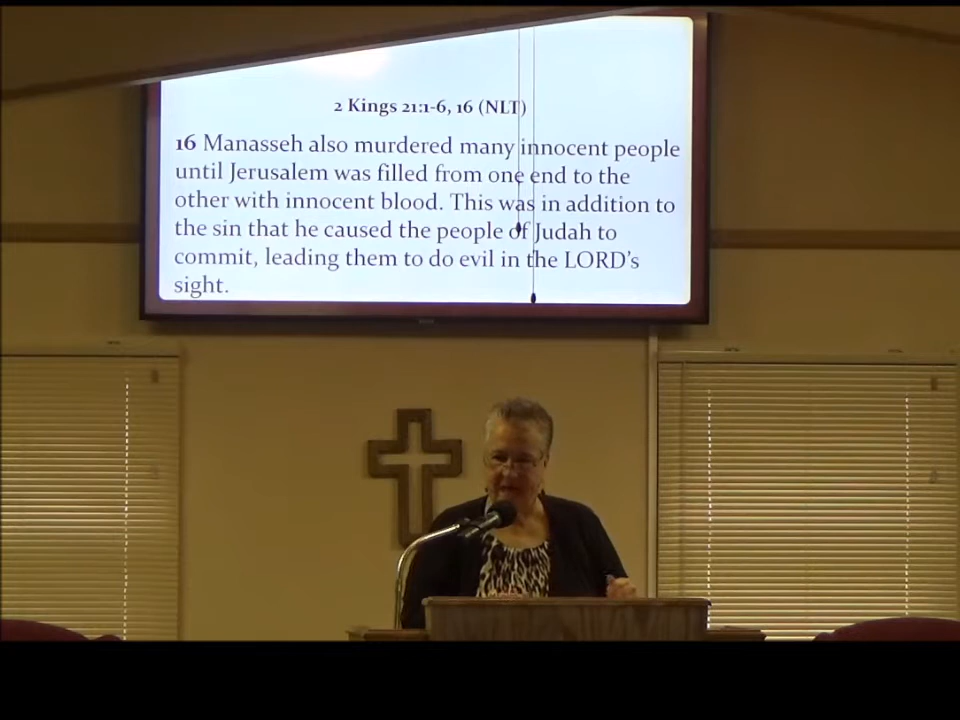 2 Kings 21:1-6, 16 (NLT)
16 Manasseh also murdered many innocent people
until Jerusalem was filled from one end to the
other with innocent blood. This was in addition to
the sin that he caused the people of Judah to
commit, leading them to do evil in the LORD's
sight.